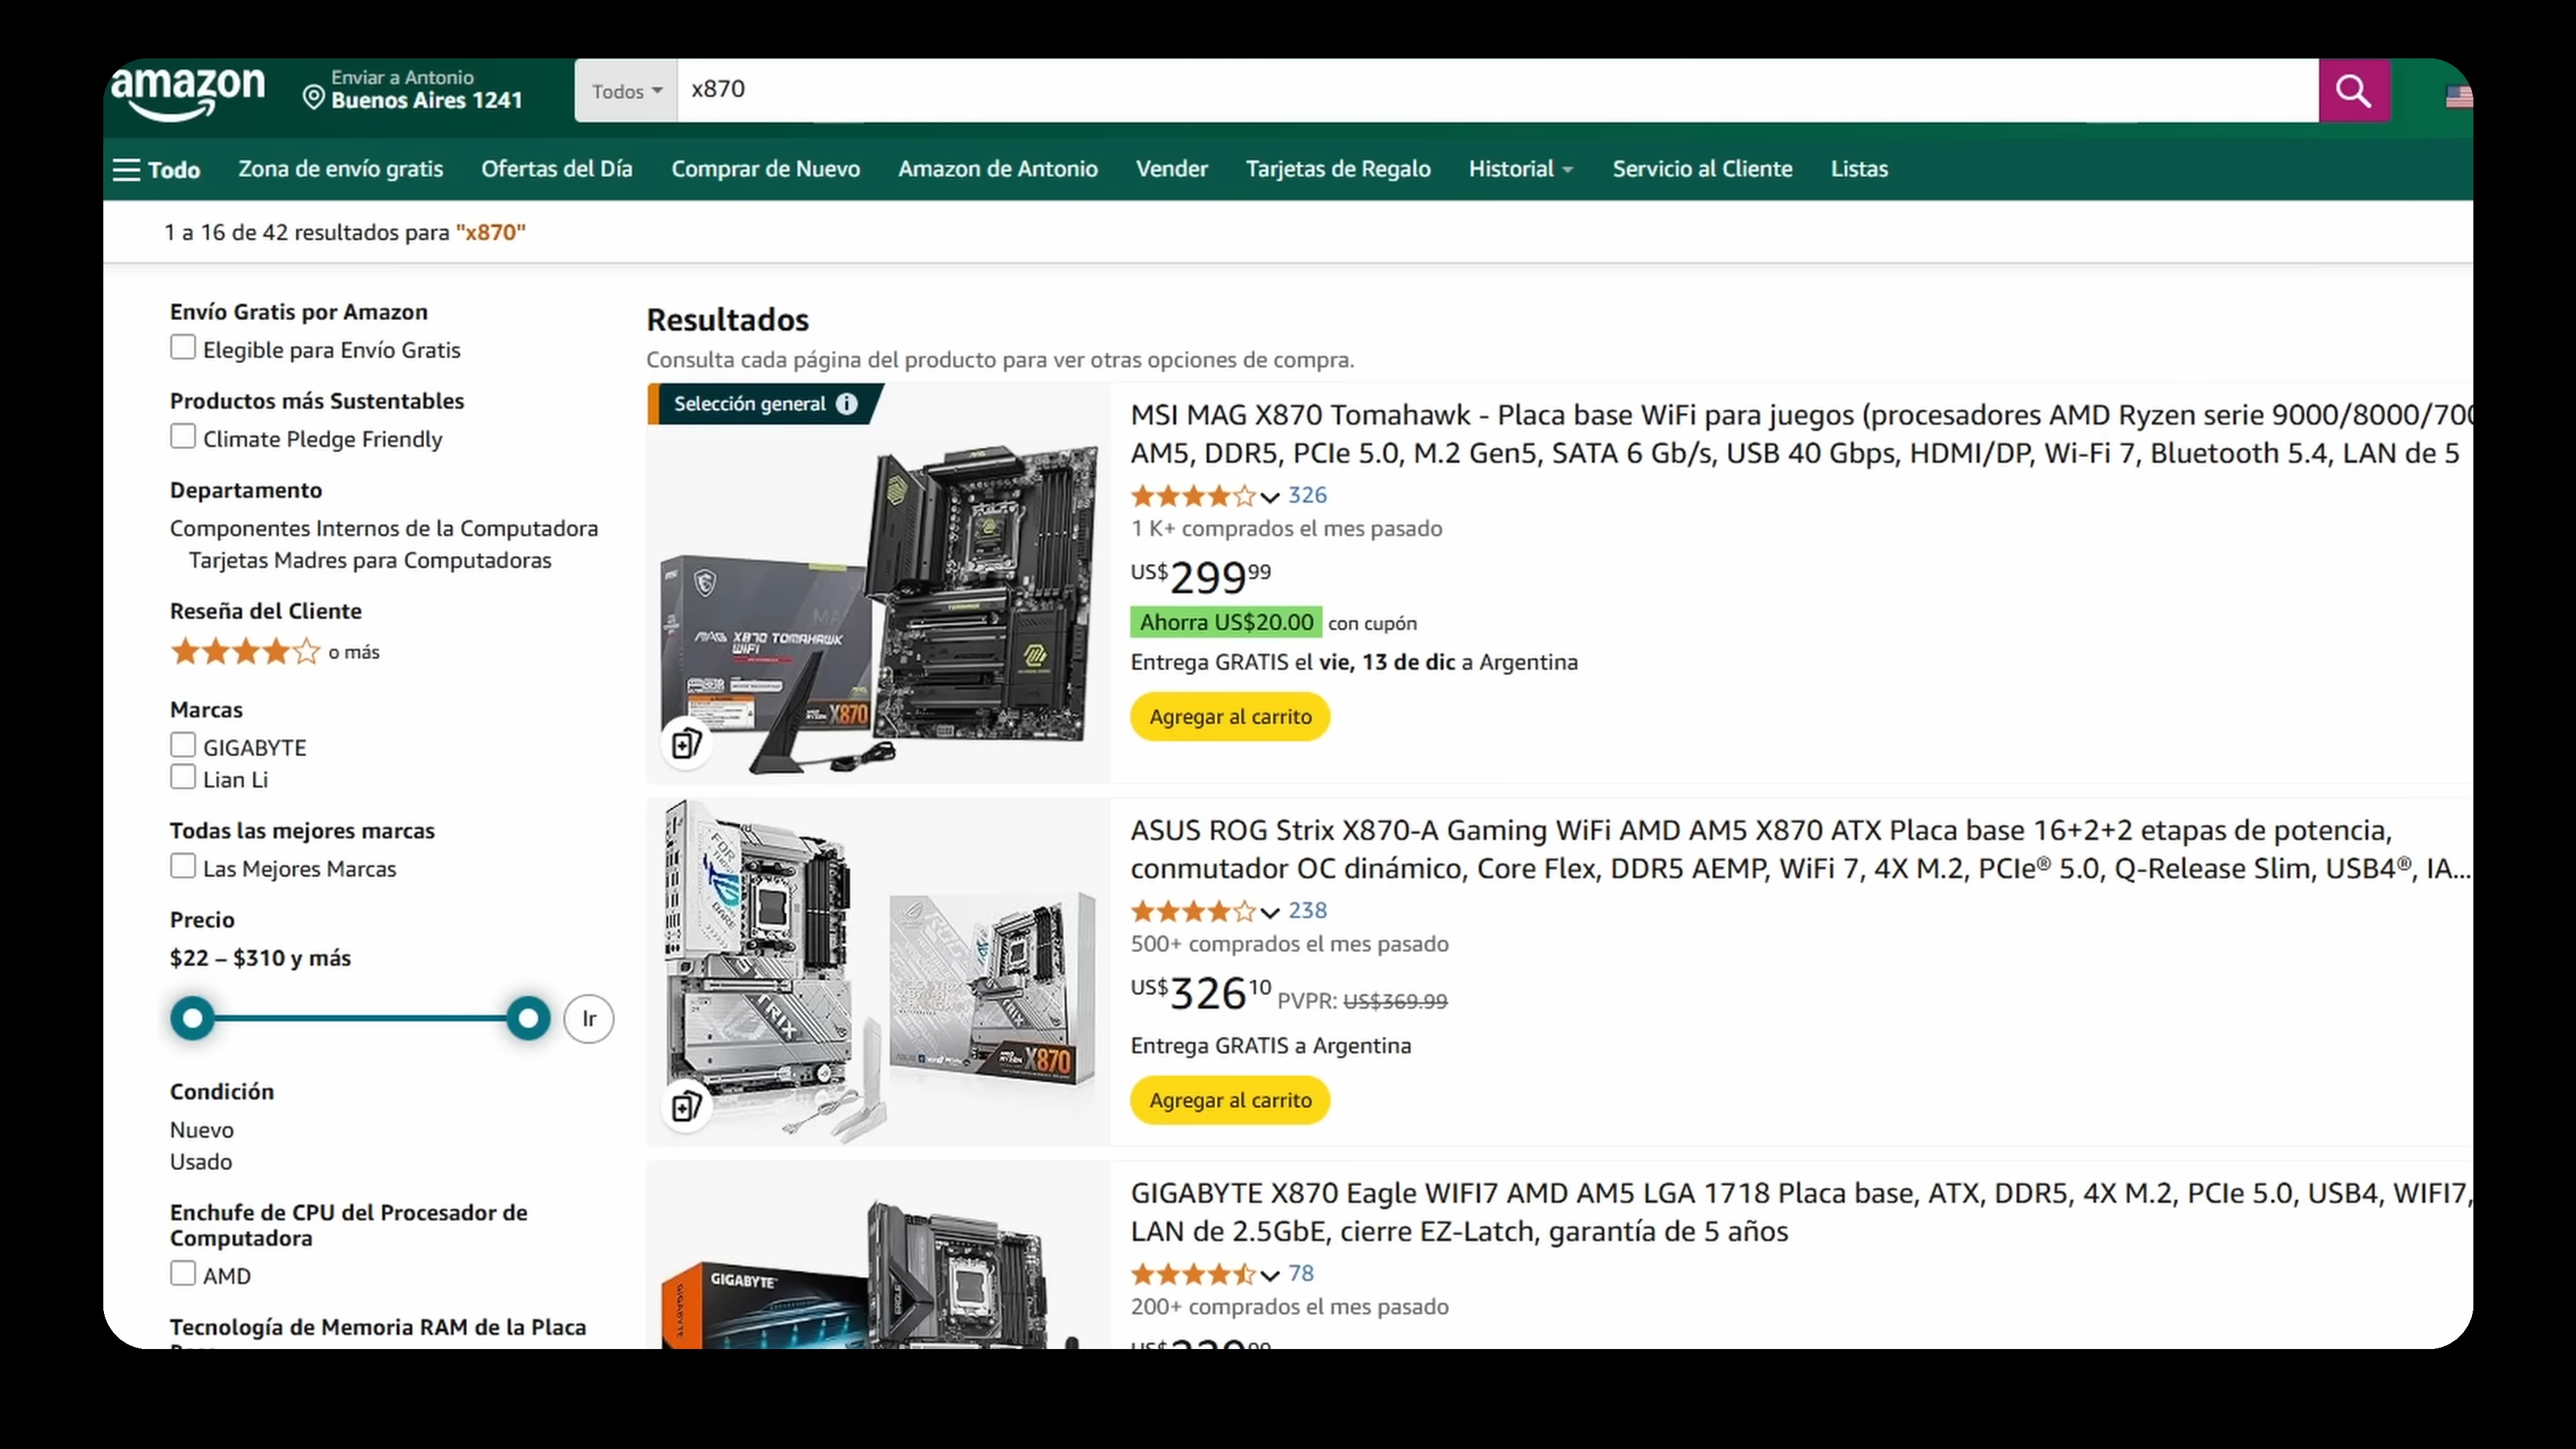 amazon
Enviar a Antonio
Buenos Aires 1241
Todos
x870
Todo
Zona de envío gratis
Ofertas del Día
Comprar de Nuevo
Amazon de Antonio
Vender
Tarjetas de Regalo
Historial
Servicio al Cliente
Listas
1 a 16 de 42 resultados para "x870"
Envío Gratis por Amazon
Elegible para Envío Gratis
Productos más Sustentables
Climate Pledge Friendly
Departamento
Componentes Internos de la Computadora
Tarjetas Madres para Computadoras
Reseña del Cliente
o más
Marcas
GIGABYTE
Lian Li
Todas las mejores marcas
Las Mejores Marcas
Precio
$22 – $310 y más
Ir
Condición
Nuevo
Usado
Enchufe de CPU del Procesador de
Computadora
AMD
Tecnología de Memoria RAM de la Placa
Resultados
Consulta cada página del producto para ver otras opciones de compra.
Selección general
MAG X870 TOMAHAWK
WIFI
X870
MSI MAG X870 Tomahawk - Placa base WiFi para juegos (procesadores AMD Ryzen serie 9000/8000/700
AM5, DDR5, PCIe 5.0, M.2 Gen5, SATA 6 Gb/s, USB 40 Gbps, HDMI/DP, Wi-Fi 7, Bluetooth 5.4, LAN de 5
326
1 K+ comprados el mes pasado
US$299.99
Ahorra US$20.00 con cupón
Entrega GRATIS el vie, 13 de dic a Argentina
Agregar al carrito
STRIX
X870
ASUS ROG Strix X870-A Gaming WiFi AMD AM5 X870 ATX Placa base 16+2+2 etapas de potencia,
conmutador OC dinámico, Core Flex, DDR5 AEMP, WiFi 7, 4X M.2, PCIe® 5.0, Q-Release Slim, USB4®, IA...
238
500+ comprados el mes pasado
US$326.10 PVPR: US$369.99
Entrega GRATIS a Argentina
Agregar al carrito
GIGABYTE
GIGABYTE
GIGABYTE X870 Eagle WIFI7 AMD AM5 LGA 1718 Placa base, ATX, DDR5, 4X M.2, PCIe 5.0, USB4, WIFI7,
LAN de 2.5GbE, cierre EZ-Latch, garantía de 5 años
78
200+ comprados el mes pasado